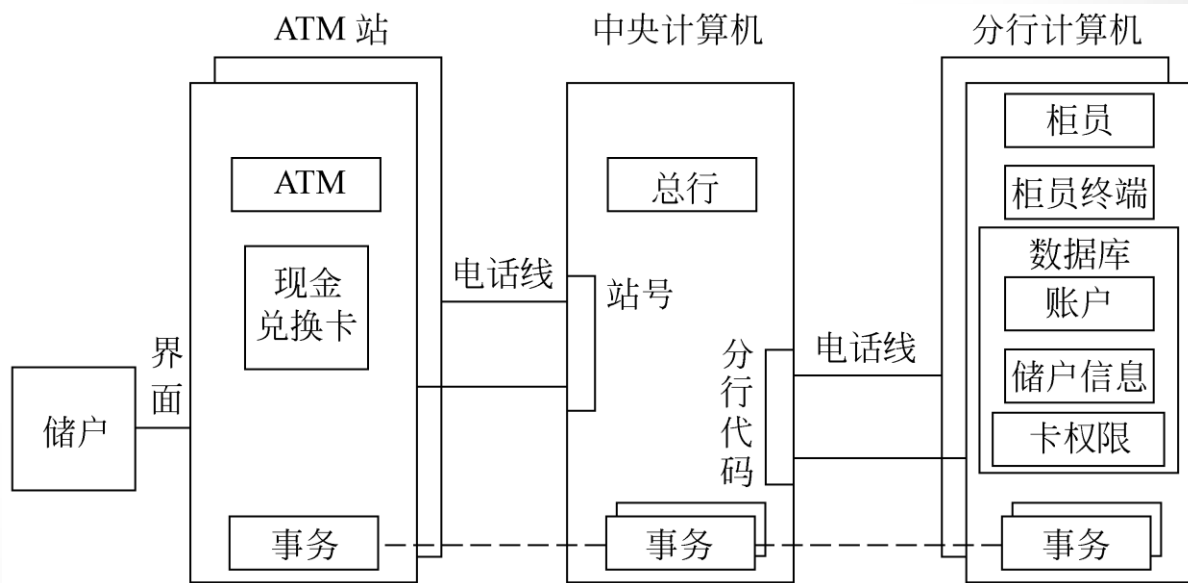 ATM 站
中央计算机
分行计算机
储户
界
面
ATM
现金
兑换卡
事务
电话线
总行
站号
分
行
代
码
事务
电话线
柜员
柜员终端
数据库
账户
储户信息
卡权限
事务